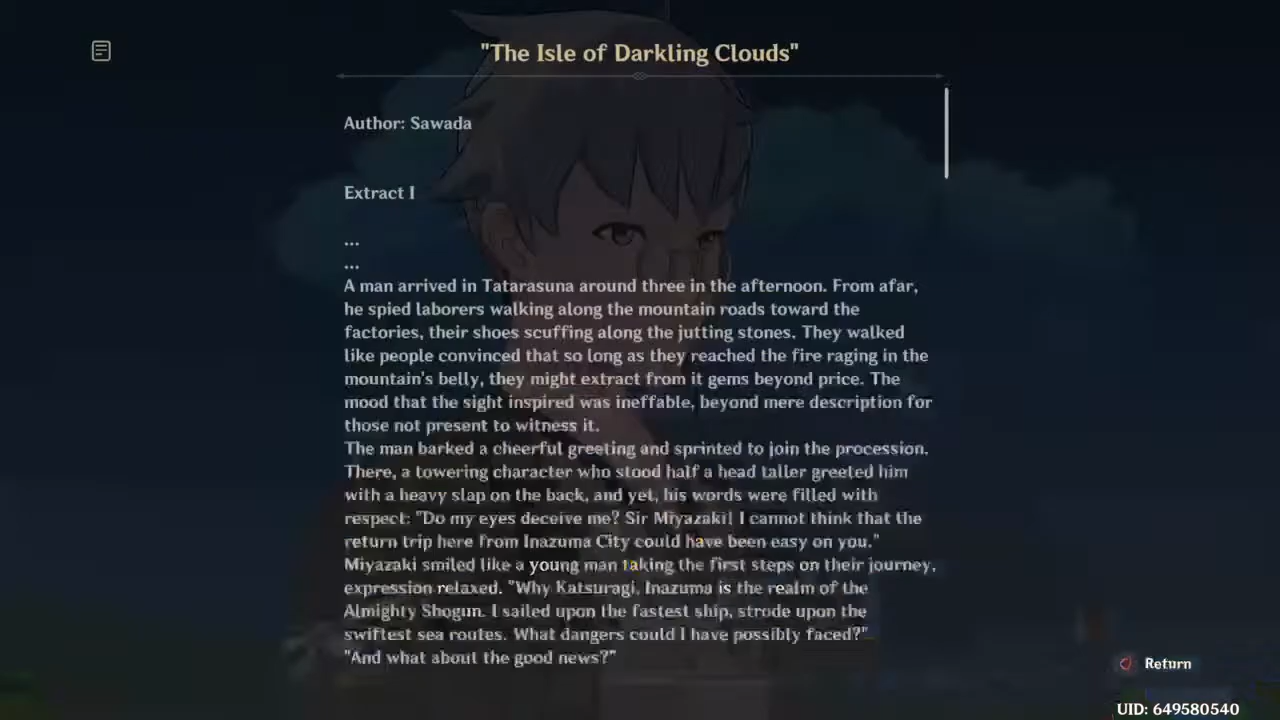 "The Isle of Darkling Clouds"
Author: Sawada
Extract I
...
...
A man arrived in Tatarasuna around three in the afternoon. From afar,
he spied laborers walking along the mountain roads toward the
factories, their shoes scuffing along the jutting stones. They walked
like people convinced that so long as they reached the fire raging in the
mountain's belly, they might extract from it gems beyond price. The
mood that the sight inspired was ineffable, beyond mere description for
those not present to witness it.
The man barked a cheerful greeting and sprinted to join the procession.
There, a towering character who stood half a head taller greeted him
with a heavy slap on the back, and yet, his words were filled with
respect: "Do my eyes deceive me? Sir Miyazaki! I cannot think that the
return trip here from Inazuma City could have been easy on you."
Miyazaki smiled like a young man taking the first steps on their journey,
expression relaxed. "Why Katsuragi, Inazuma is the realm of the
Almighty Shogun. I sailed upon the fastest ship, strode upon the
swiftest sea routes. What dangers could I have possibly faced?"
"And what about the good news?"
Return
UID: 649580540